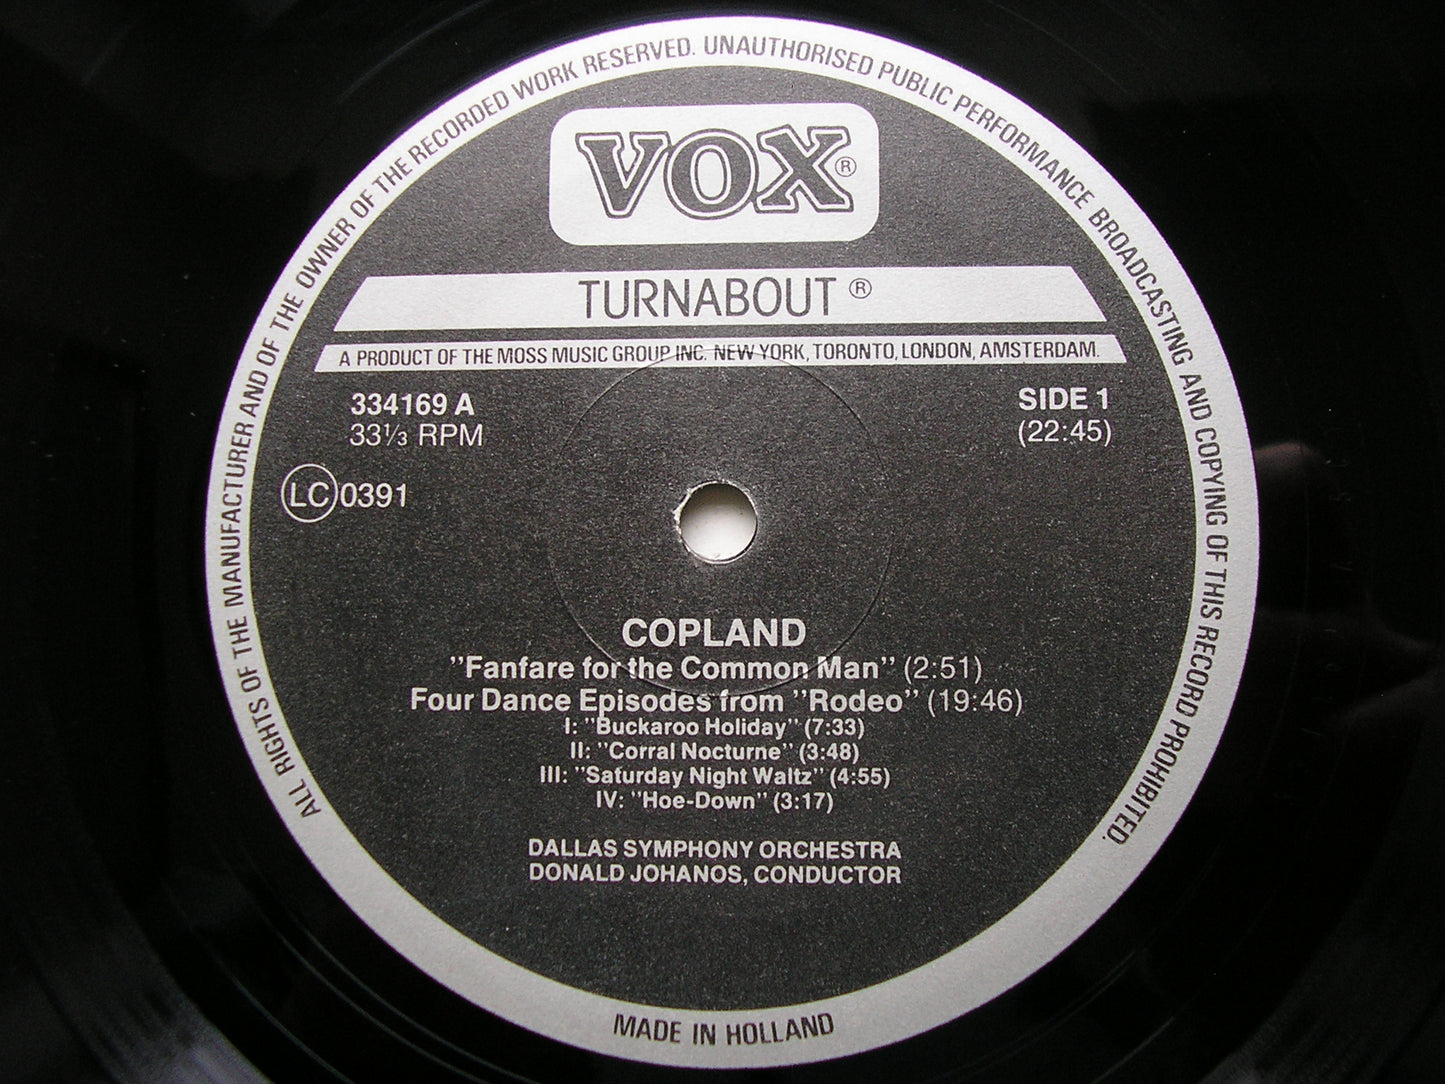 ALL RIGHTS OF THE MANUFACTURER AND OF THE OWNER OF THE RECORDED WORK RESERVED. UNAUTHORISED PUBLIC PERFORMANCE BROADCASTING AND COPYING OF THIS RECORD PROHIBITED.
VOX®
TURNABOUT ®
A PRODUCT OF THE MOSS MUSIC GROUP INC. NEW YORK, TORONTO, LONDON, AMSTERDAM.
334169 A
33⅓ RPM
SIDE 1
(22:45)
LC 0391
COPLAND
"Fanfare for the Common Man" (2:51)
Four Dance Episodes from "Rodeo" (19:46)
I: "Buckaroo Holiday" (7:33)
II: "Corral Nocturne" (3:48)
III: "Saturday Night Waltz" (4:55)
IV: "Hoe-Down" (3:17)
DALLAS SYMPHONY ORCHESTRA
DONALD JOHANOS, CONDUCTOR
MADE IN HOLLAND